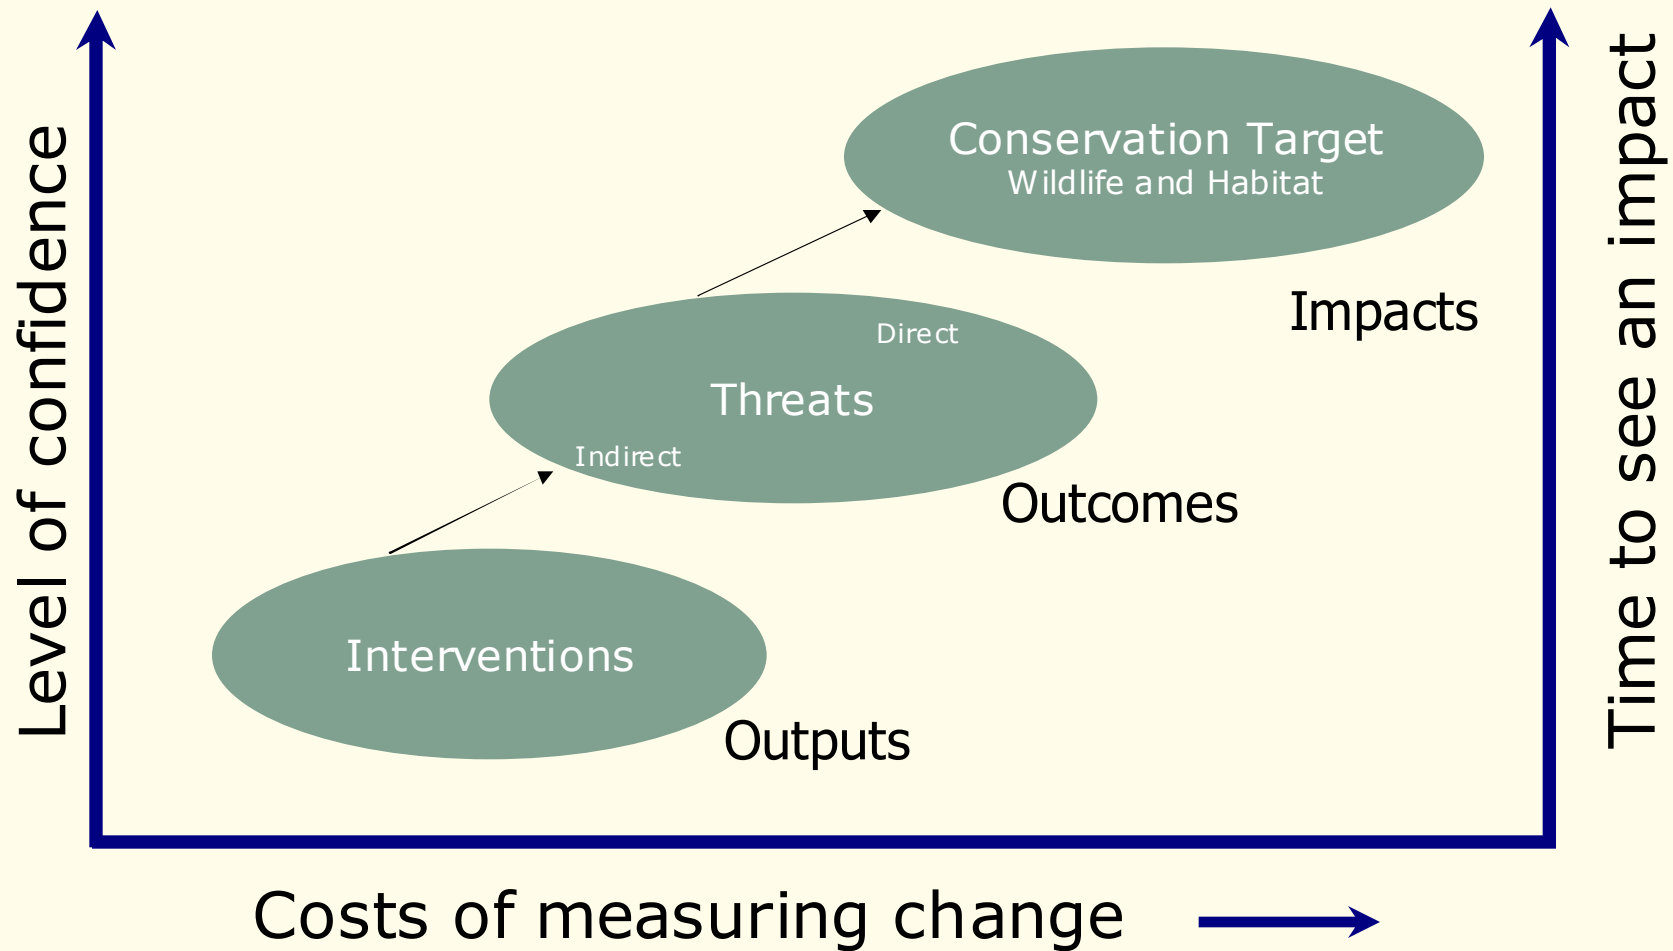 Level of confidence
Conservation Target
Wildlife and Habitat
Impacts
Direct
Threats
Indirect
Outcomes
Interventions
Outputs
Time to see an impact
Costs of measuring change